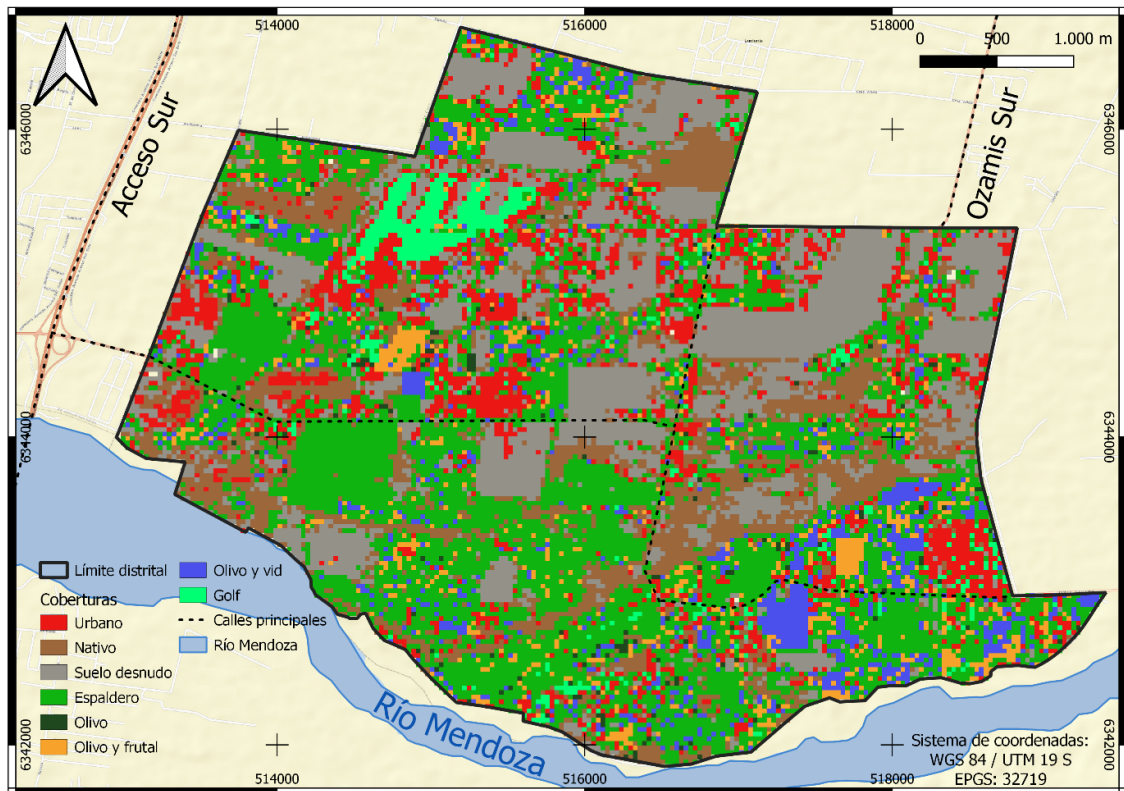 514000
516000
518000
0
500
1.000 m
6346000
6346000
Acceso Sur
Ozamis Sur
6344000
6344000
Límite distrital
Olivo y vid
Coberturas
Golf
Urbano
Calles principales
Nativo
Río Mendoza
Suelo desnudo
Espaldero
Olivo
Olivo y frutal
Río Mendoza
6342000
6342000
Sistema de coordenadas:
WGS 84 / UTM 19 S
EPGS: 32719
514000
516000
518000